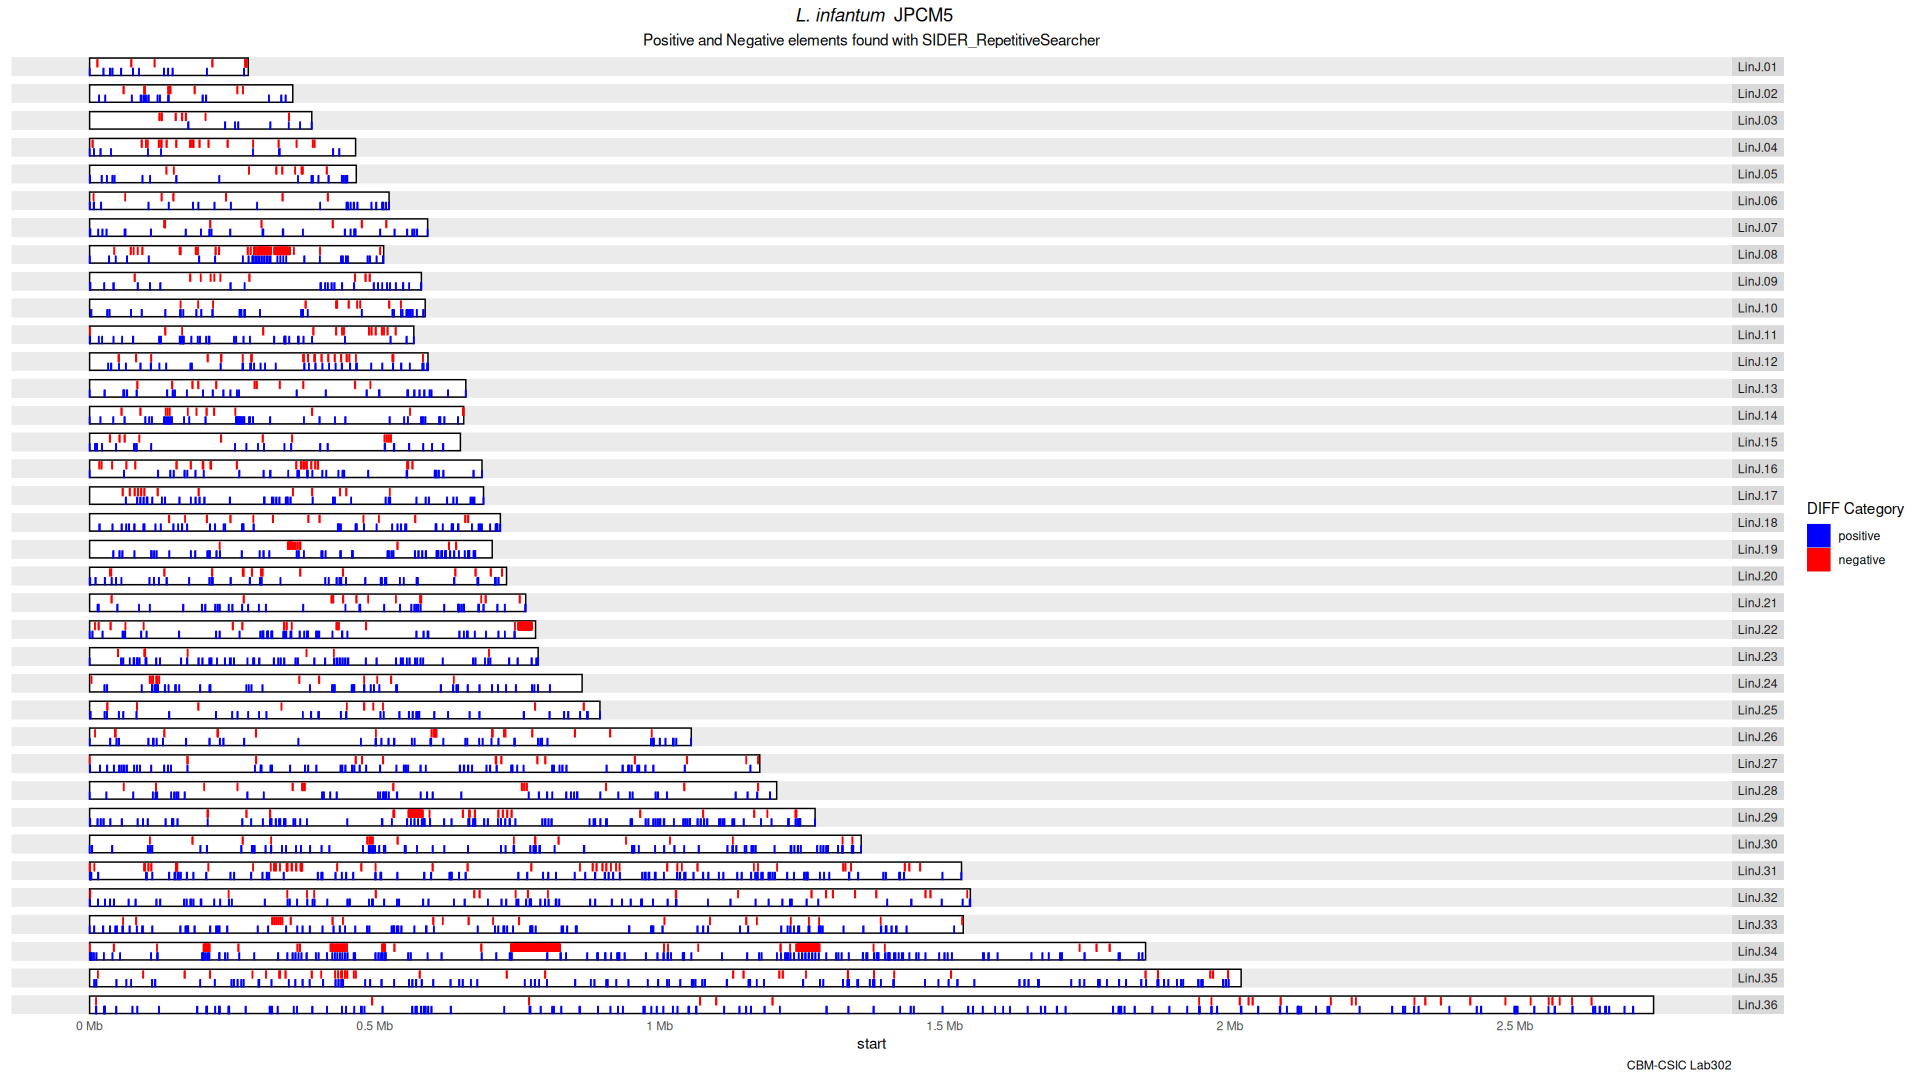 L. infantum JPCM5
Positive and Negative elements found with SIDER_RepetitiveSearcher
LinJ.01
LinJ.02
LinJ.03
LinJ.04
LinJ.05
LinJ.06
LinJ.07
LinJ.08
LinJ.09
LinJ.10
LinJ.11
LinJ.12
LinJ.13
LinJ.14
LinJ.15
LinJ.16
LinJ.17
LinJ.18
LinJ.19
LinJ.20
LinJ.21
LinJ.22
LinJ.23
LinJ.24
LinJ.25
LinJ.26
LinJ.27
LinJ.28
LinJ.29
LinJ.30
LinJ.31
LinJ.32
LinJ.33
LinJ.34
LinJ.35
LinJ.36
DIFF Category
positive
negative
0 Mb 0.5 Mb 1 Mb 1.5 Mb 2 Mb 2.5 Mb
start
CBM-CSIC Lab302